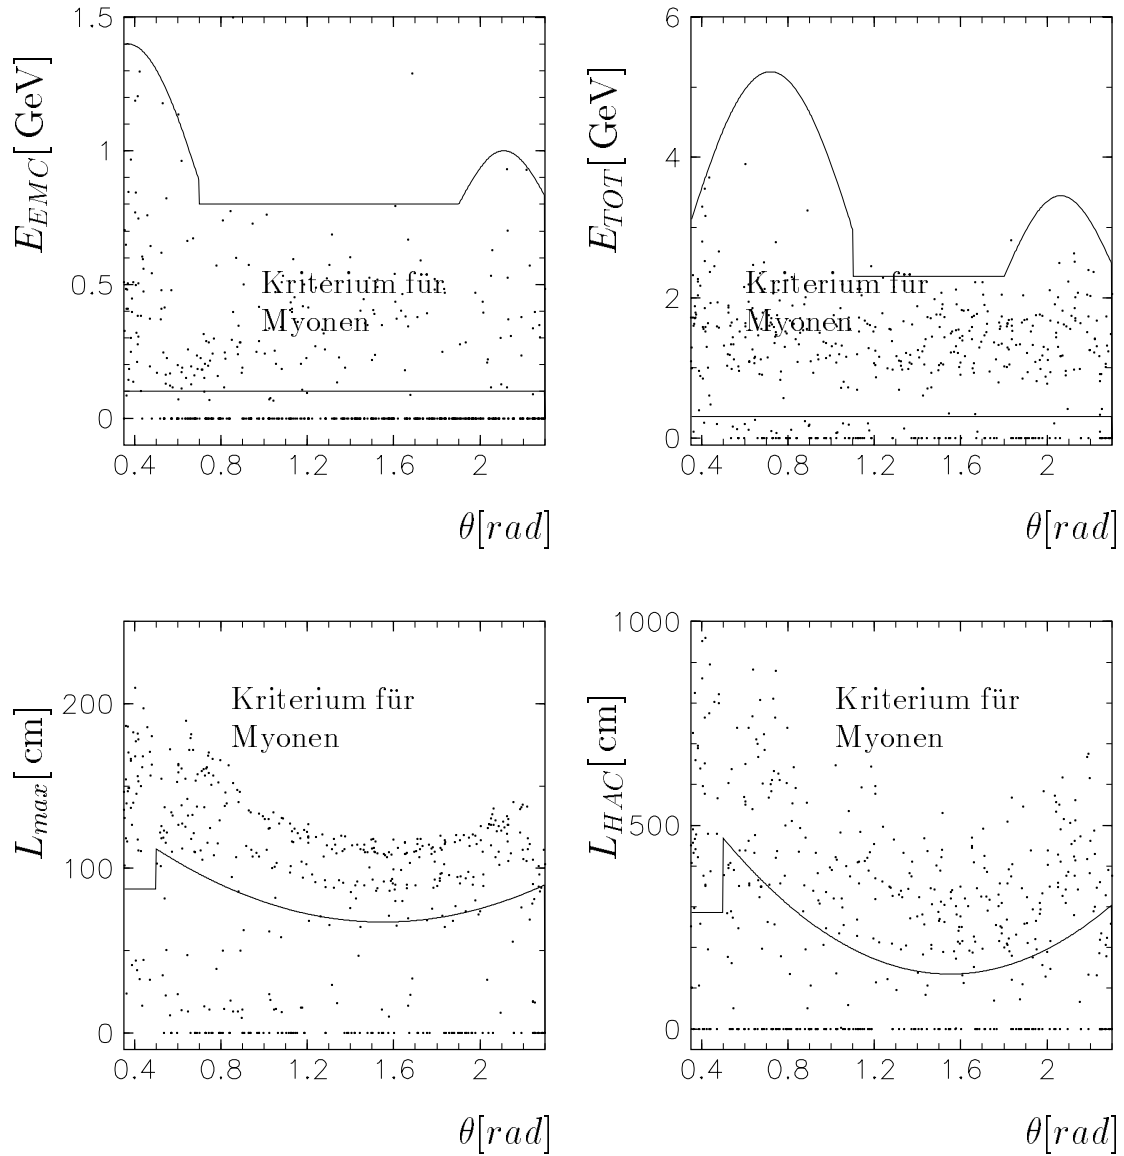 1.5
1
0.5
0
E_EMC[GeV]
Kriterium für
Myonen
0.4 0.8 1.2 1.6 2
θ[rad]
6
4
2
0
E_TOT[GeV]
Kriterium für
Myonen
0.4 0.8 1.2 1.6 2
θ[rad]
200
100
0
L_max[cm]
Kriterium für
Myonen
0.4 0.8 1.2 1.6 2
θ[rad]
1000
500
0
L_HAC[cm]
Kriterium für
Myonen
0.4 0.8 1.2 1.6 2
θ[rad]